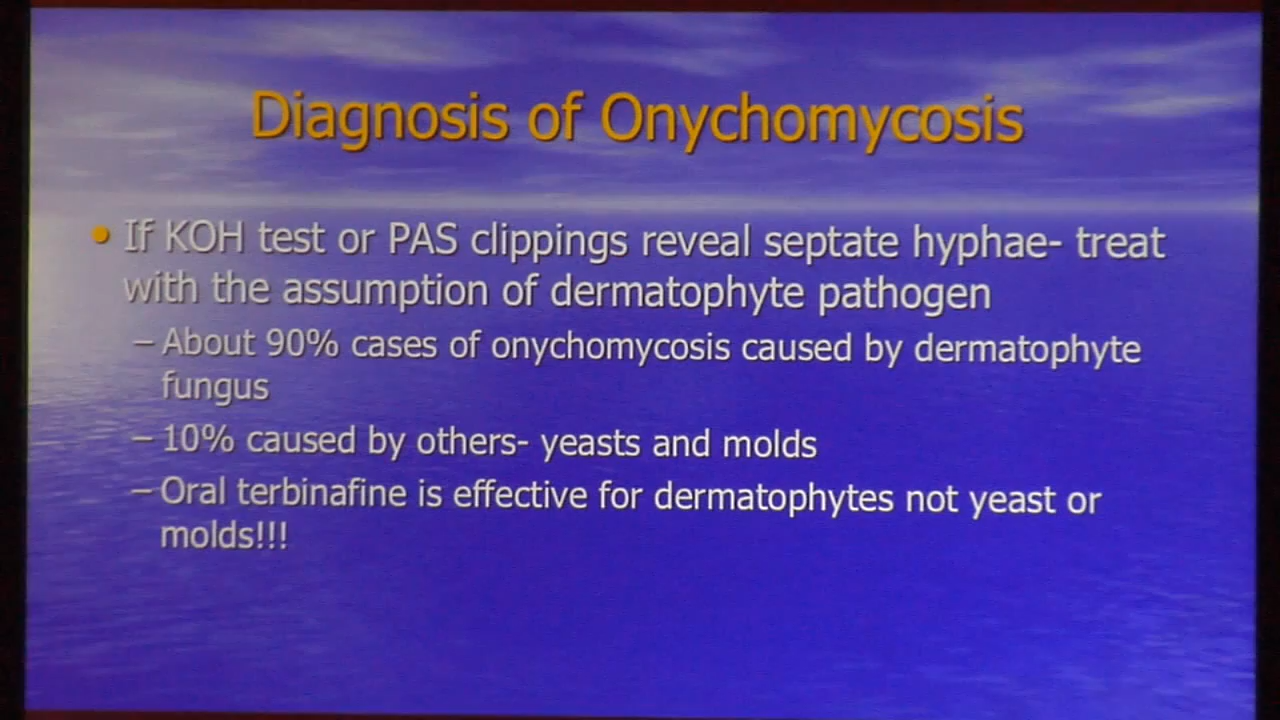 Diagnosis of Onychomycosis
• If KOH test or PAS clippings reveal septate hyphae- treat
with the assumption of dermatophyte pathogen
– About 90% cases of onychomycosis caused by dermatophyte
fungus
– 10% caused by others- yeasts and molds
– Oral terbinafine is effective for dermatophytes not yeast or
molds!!!